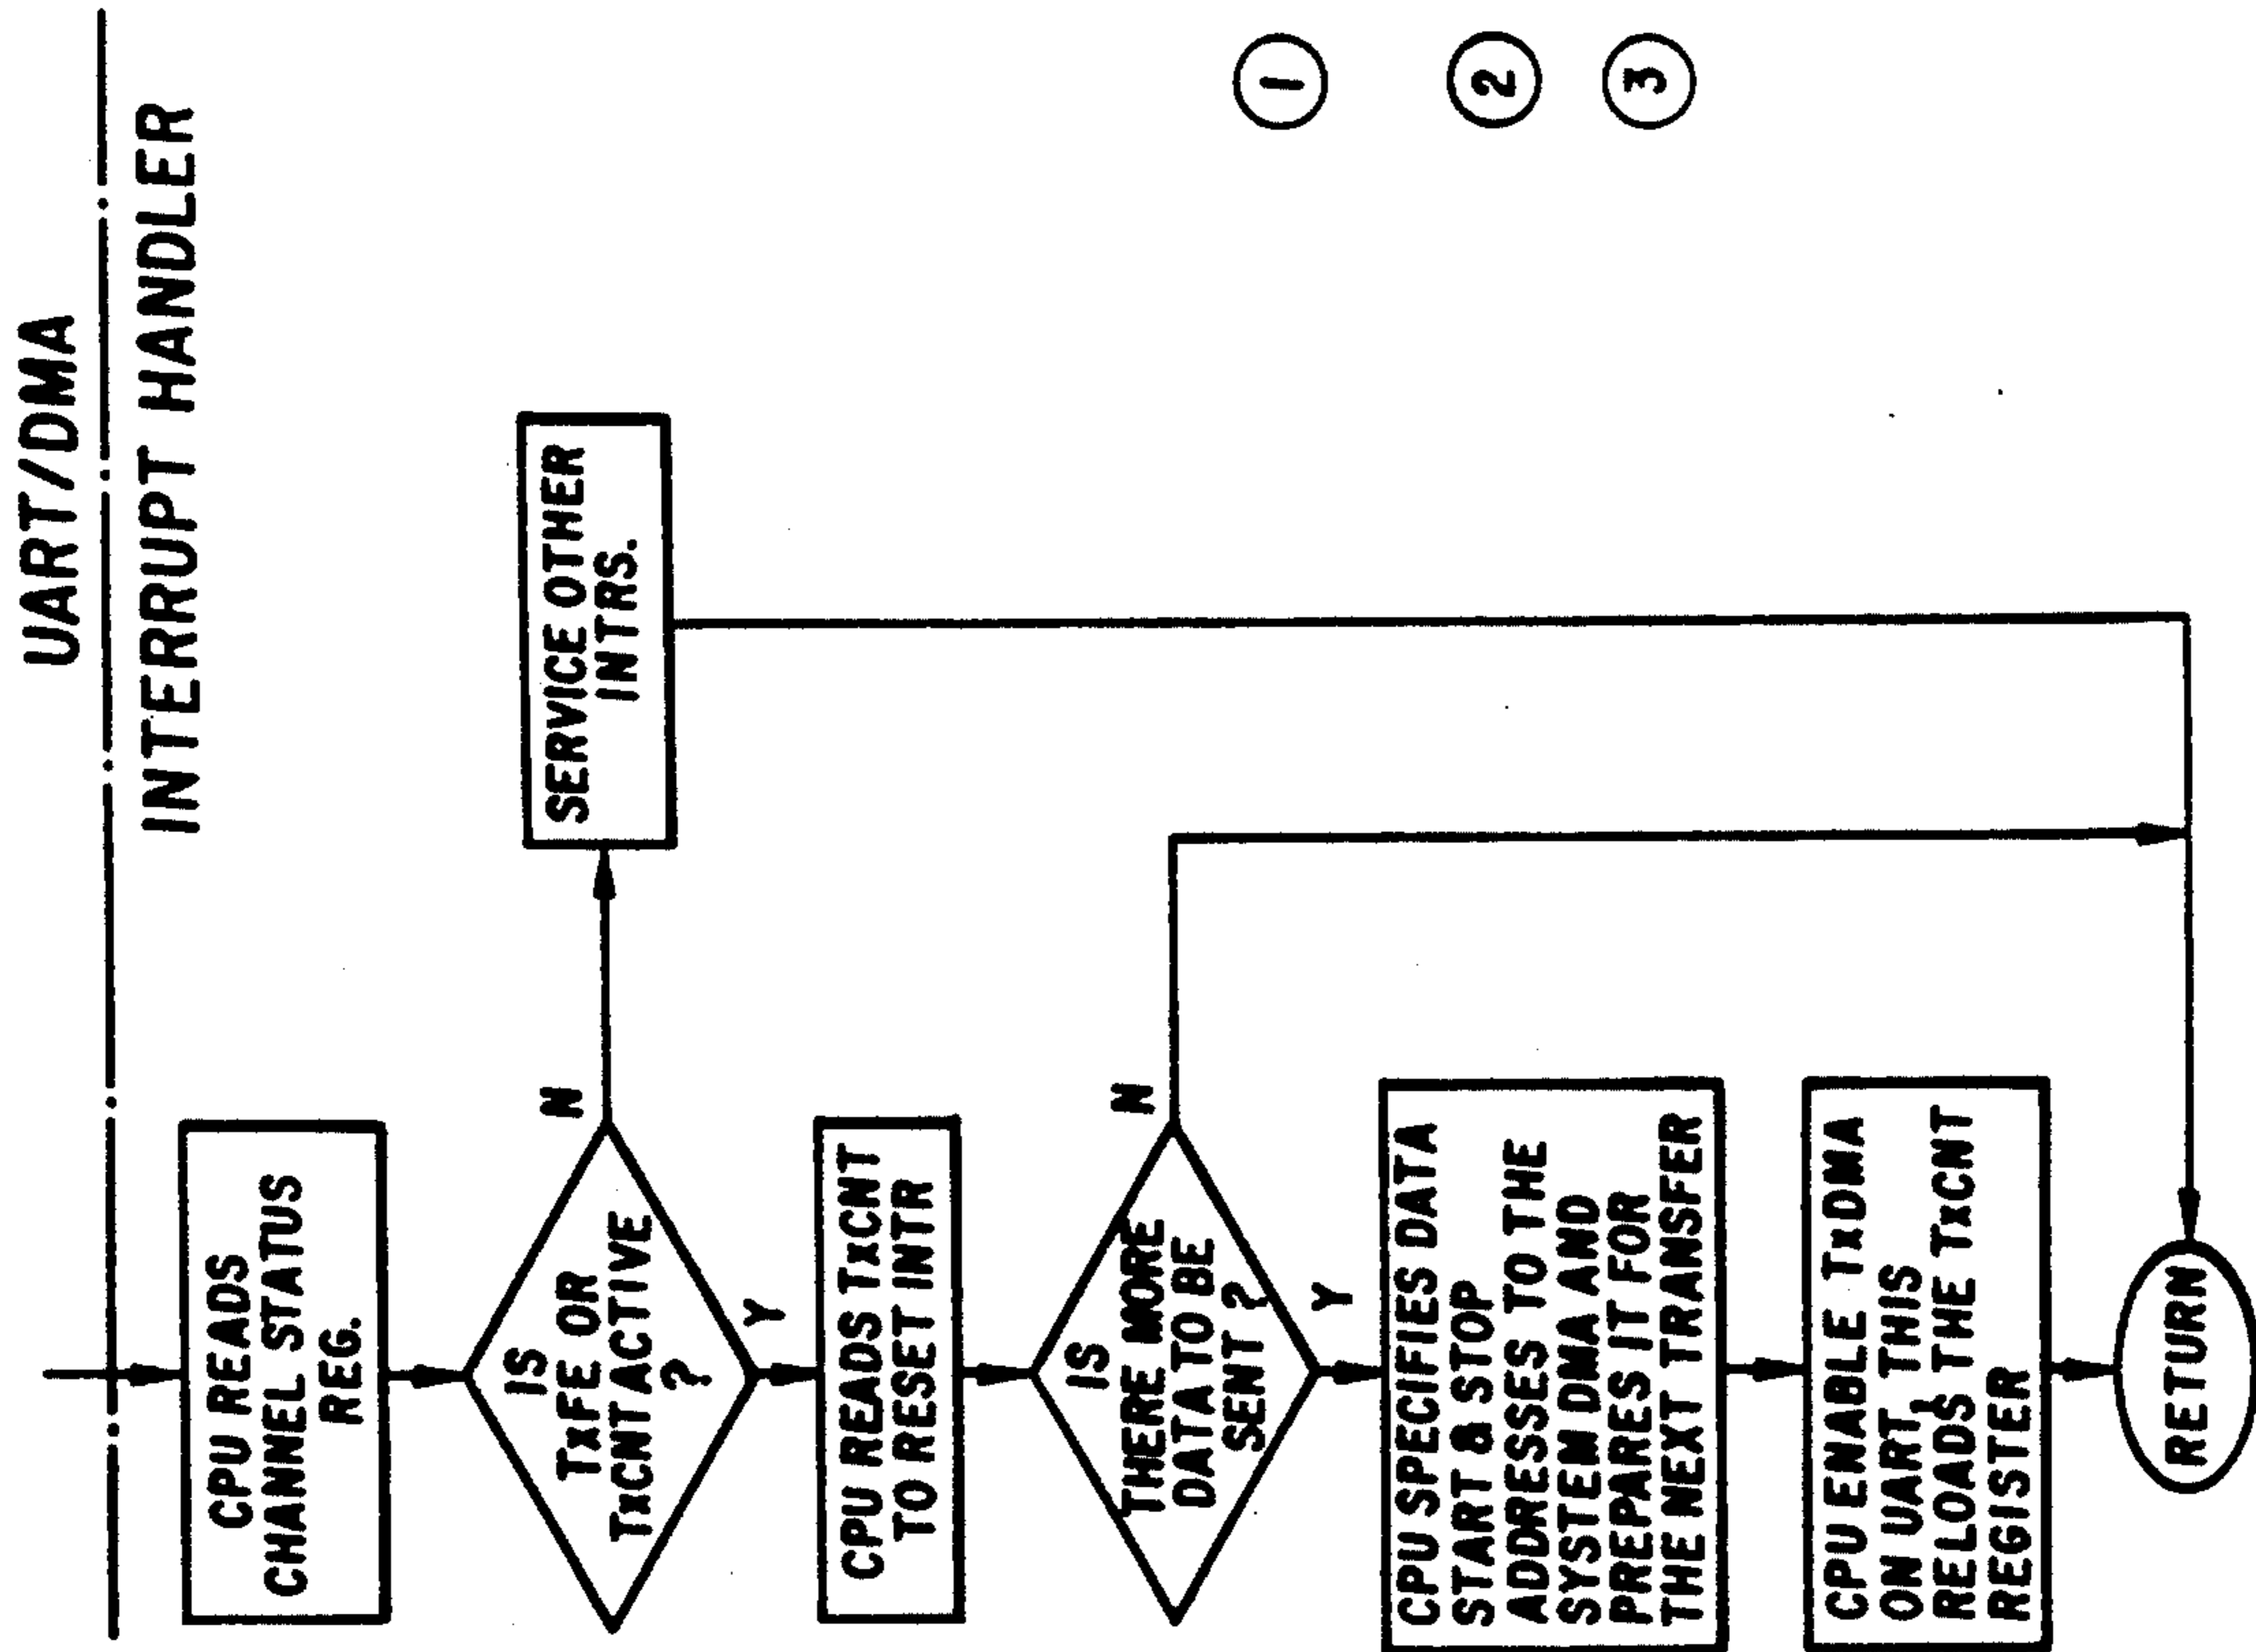 UART/DMA
INTERRUPT HANDLER
CPU READS
CHANNEL STATUS
REG.
IS
TxFE OR
TxCNT ACTIVE
?
N
Y
SERVICE OTHER
INTRS.
CPU READS TxCNT
TO RESET INTR
IS
THERE MORE
DATA TO BE
SENT ?
N
Y
CPU SPECIFIES DATA
START & STOP
ADDRESSES TO THE
SYSTEM DMA AND
PREPARES IT FOR
THE NEXT TRANSFER
CPU ENABLE TxDMA
ON UART, THIS
RELOADS THE TxCNT
REGISTER
RETURN
1
2
3